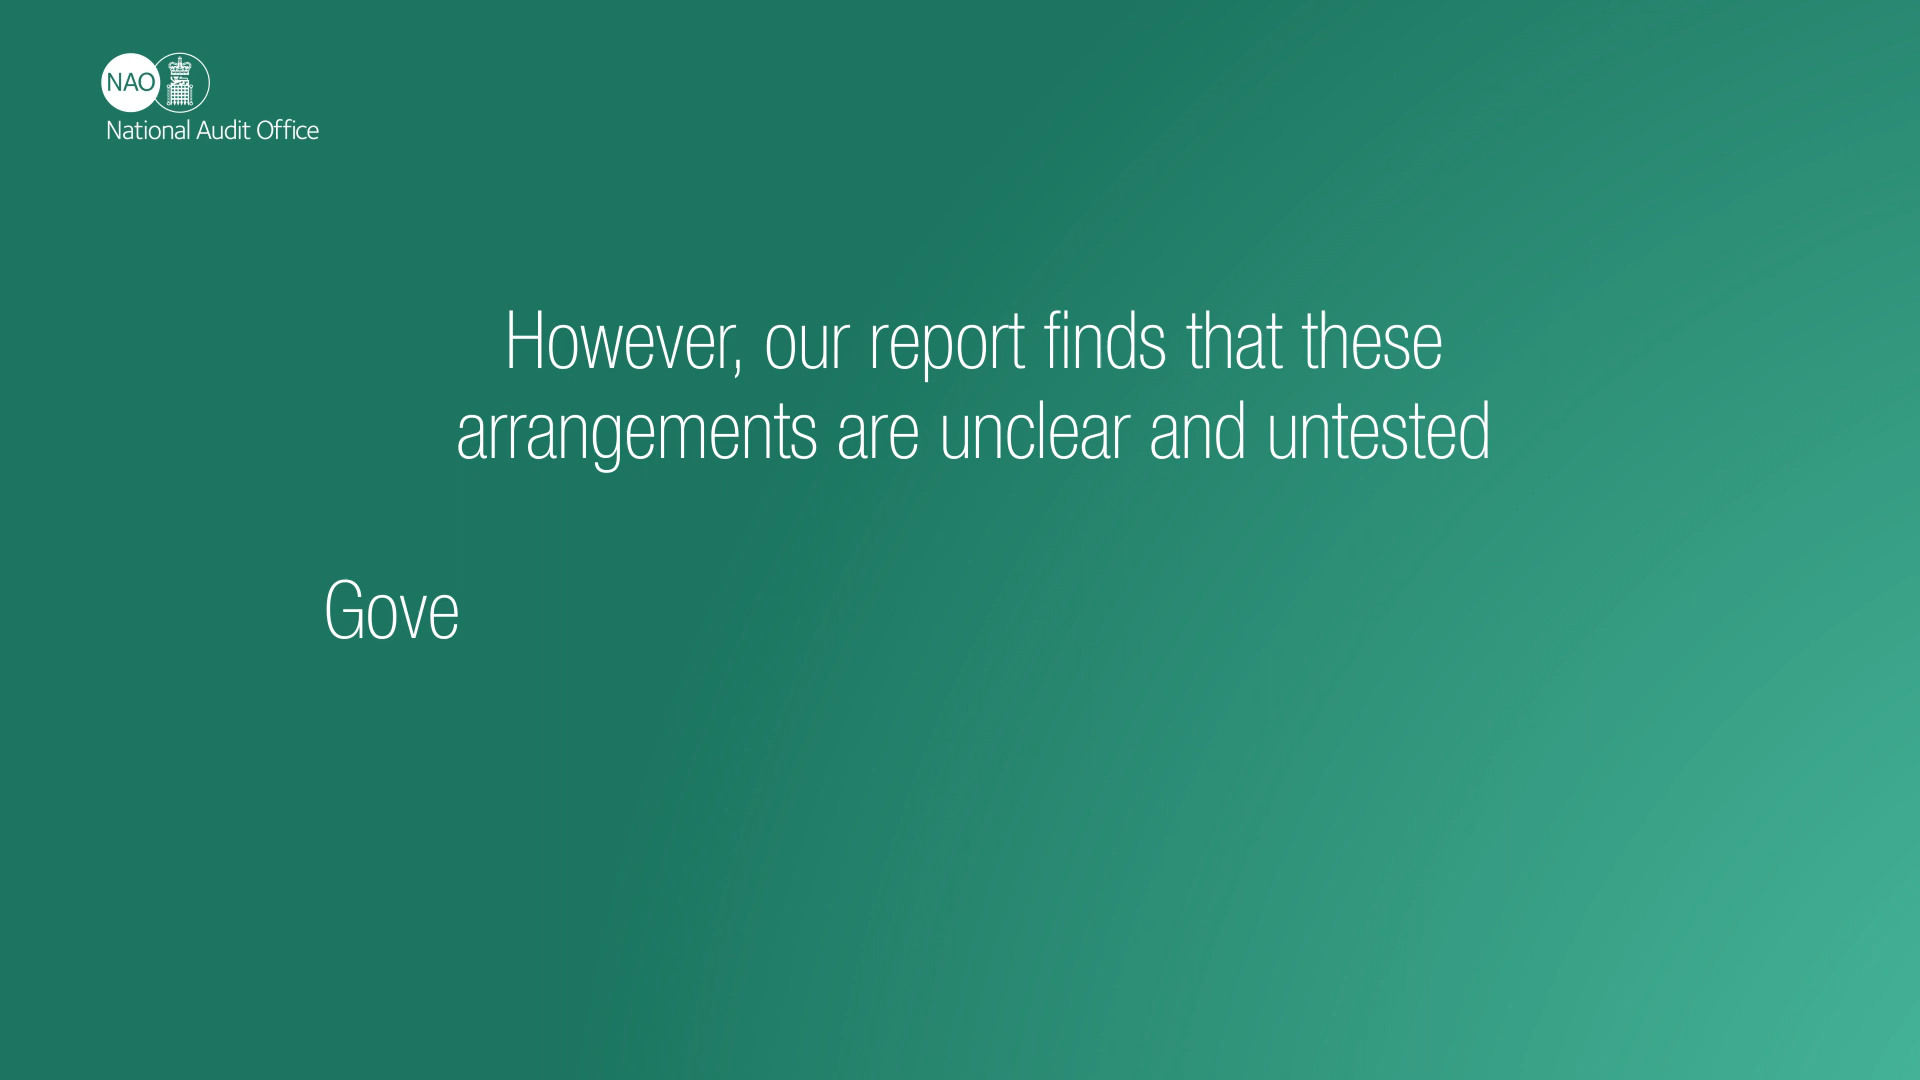 NAO
National Audit Office
However, our report finds that these
arrangements are unclear and untested
Gove